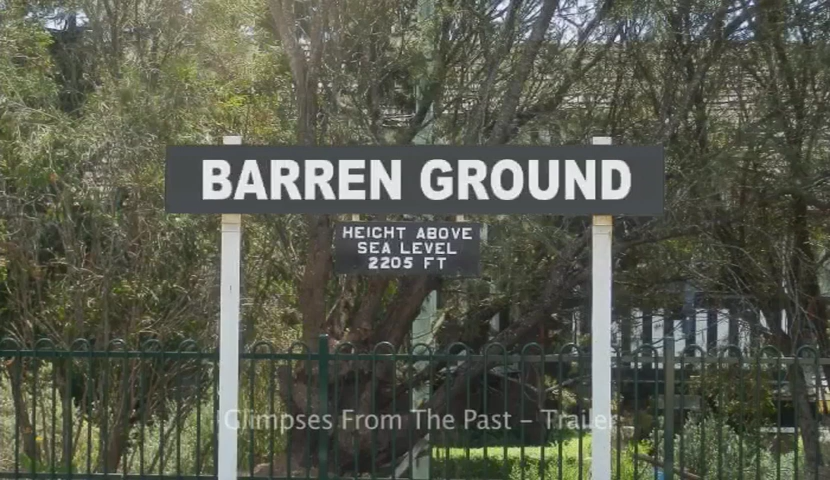 BARREN GROUND
HEIGHT ABOVE
SEA LEVEL
2205 FT
Glimpses From The Past – Trailer